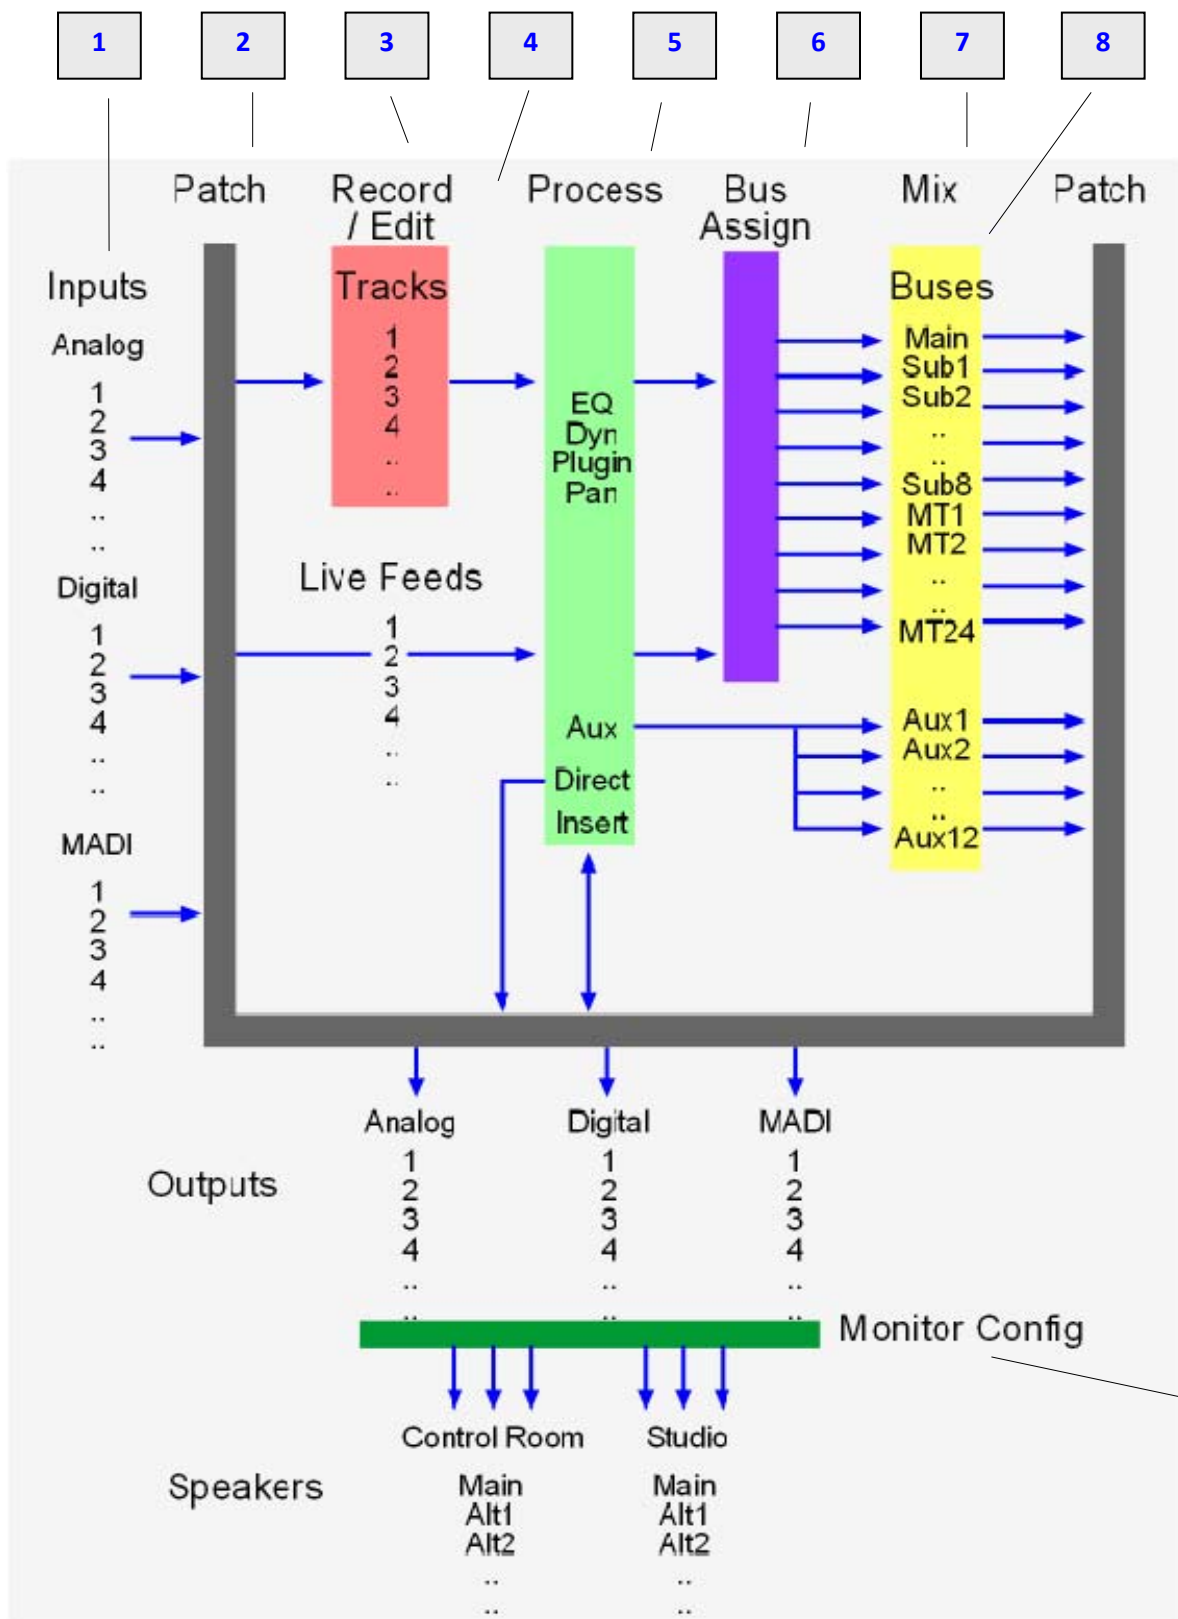 1 2 3 4 5 6 7 8
Patch Record / Edit Process Bus Assign Mix Patch
Inputs
Analog
1
2
3
4
..
..
Digital
1
2
3
4
..
..
MADI
1
2
3
4
..
..
Tracks
1
2
3
4
..
..
Live Feeds
1
2
3
4
..
..
EQ
Dyn
Plugin
Pan
Aux
Direct
Insert
Buses
Main
Sub1
Sub2
..
..
Sub8
MT1
MT2
..
..
MT24
Aux1
Aux2
..
..
Aux12
Outputs
Analog
1
2
3
4
..
..
Digital
1
2
3
4
..
..
MADI
1
2
3
4
..
..
Monitor Config
Speakers
Control Room
Main
Alt1
Alt2
..
..
Studio
Main
Alt1
Alt2
..
..